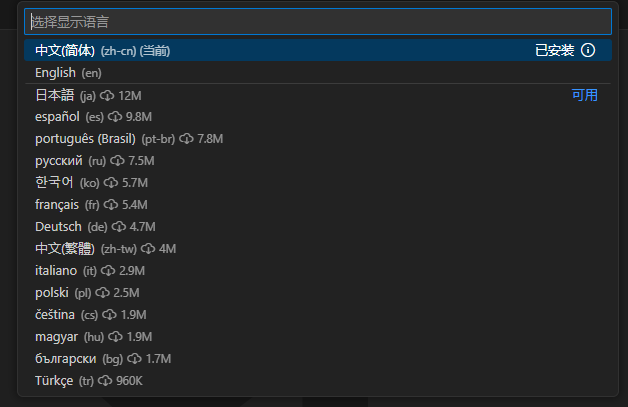 选择显示语言
中文(简体) (zh-cn) (当前) 已安装
English (en)
日本語 (ja) 12M 可用
español (es) 9.8M
português (Brasil) (pt-br) 7.8M
русский (ru) 7.5M
한국어 (ko) 5.7M
français (fr) 5.4M
Deutsch (de) 4.7M
中文(繁體) (zh-tw) 4M
italiano (it) 2.9M
polski (pl) 2.5M
čeština (cs) 1.9M
magyar (hu) 1.9M
български (bg) 1.7M
Türkçe (tr) 960K